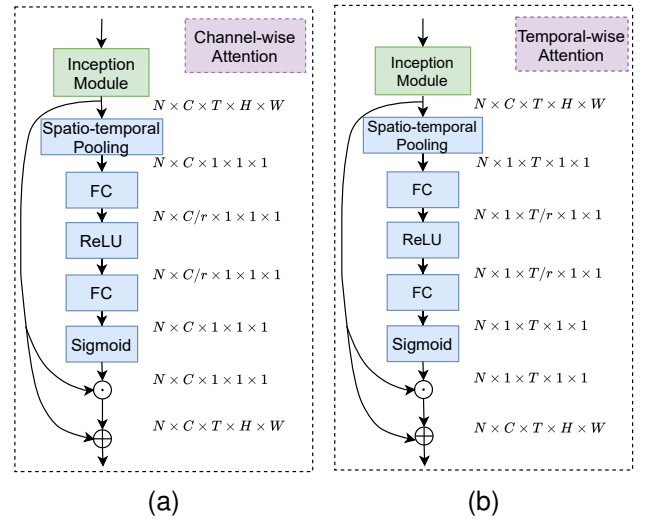 Channel-wise
Attention
Inception
Module
N × C × T × H × W
Spatio-temporal
Pooling
N × C × 1 × 1 × 1
FC
N × C/r × 1 × 1 × 1
ReLU
N × C/r × 1 × 1 × 1
FC
N × C × 1 × 1 × 1
Sigmoid
N × C × 1 × 1 × 1
N × C × T × H × W
(a)
Temporal-wise
Attention
Inception
Module
N × C × T × H × W
Spatio-temporal
Pooling
N × 1 × T × 1 × 1
FC
N × 1 × T/r × 1 × 1
ReLU
N × 1 × T/r × 1 × 1
FC
N × 1 × T × 1 × 1
Sigmoid
N × 1 × T × 1 × 1
N × C × T × H × W
(b)